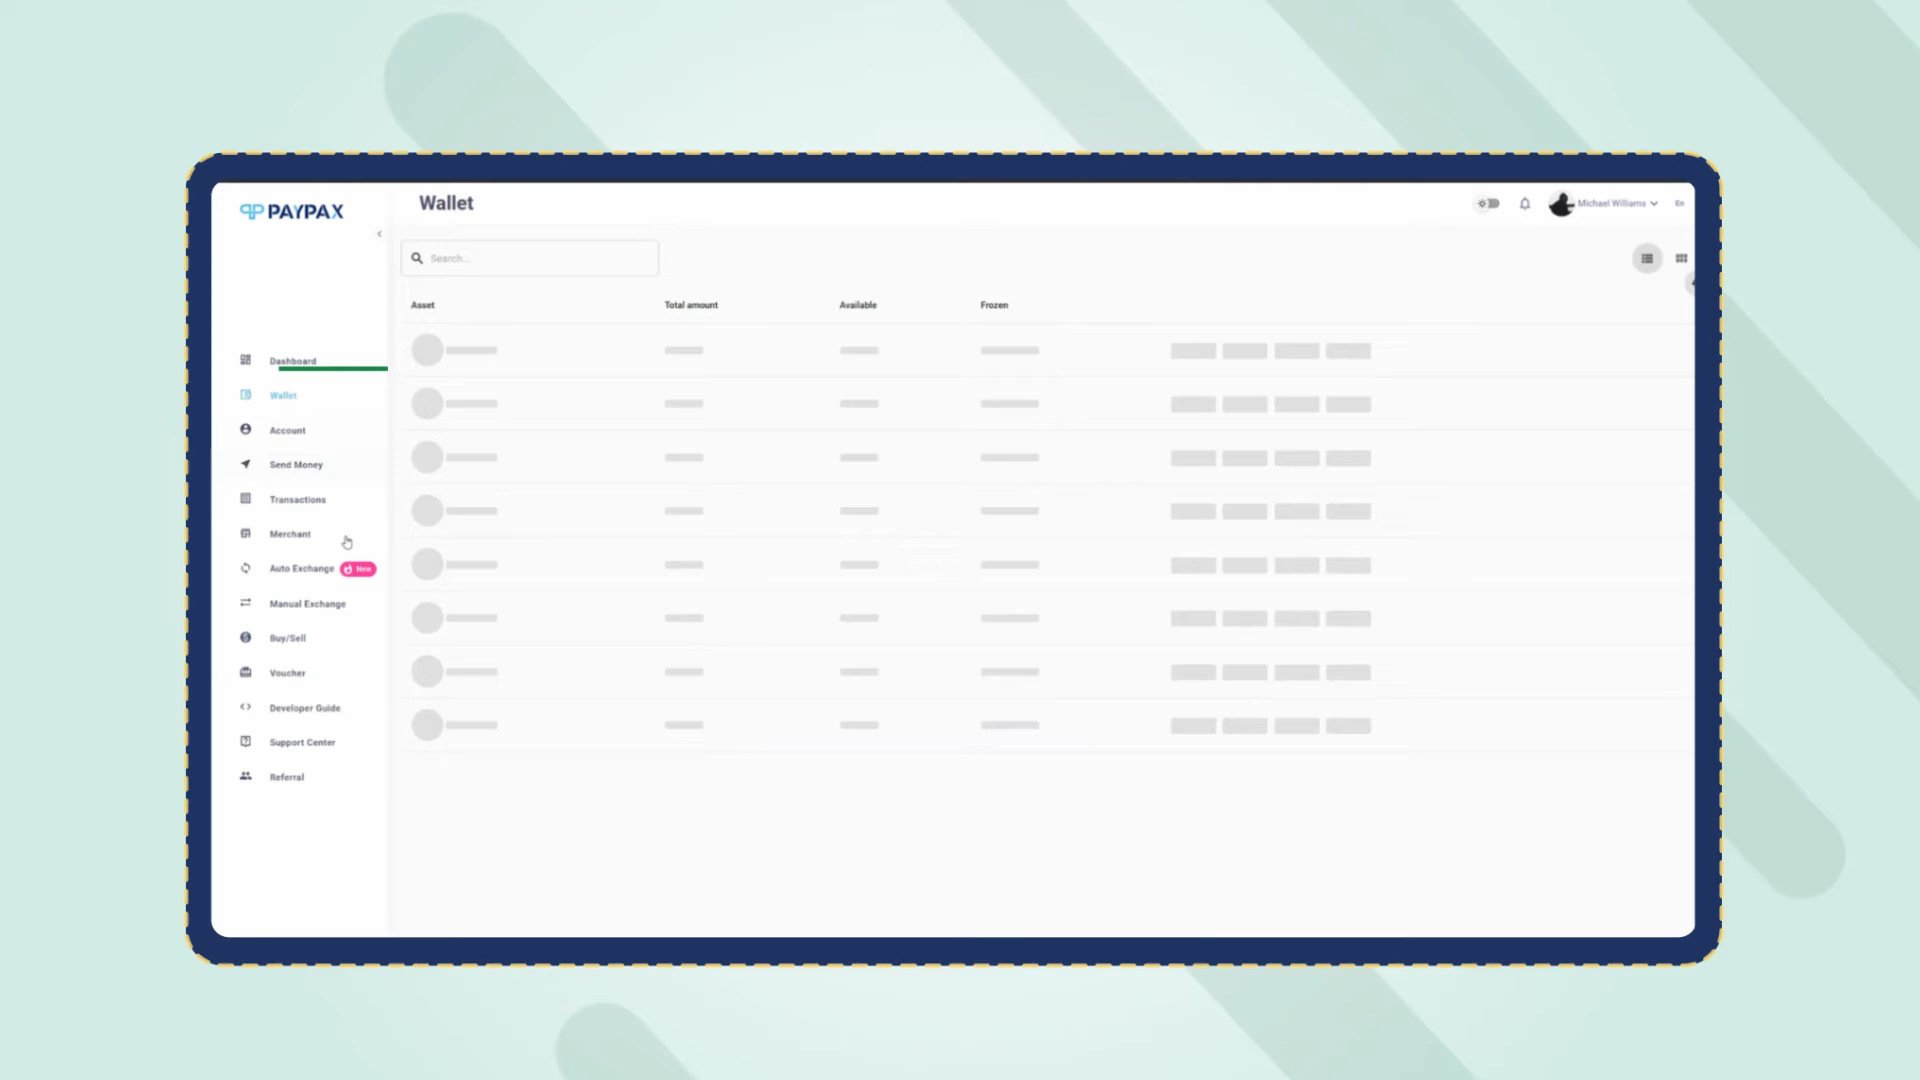 PAYPAX
Wallet
Michael Williams
En
Search...
Asset
Total amount
Available
Frozen
Dashboard
Wallet
Account
Send Money
Transactions
Merchant
Auto Exchange
New
Manual Exchange
Buy/Sell
Voucher
Developer Guide
Support Center
Referral